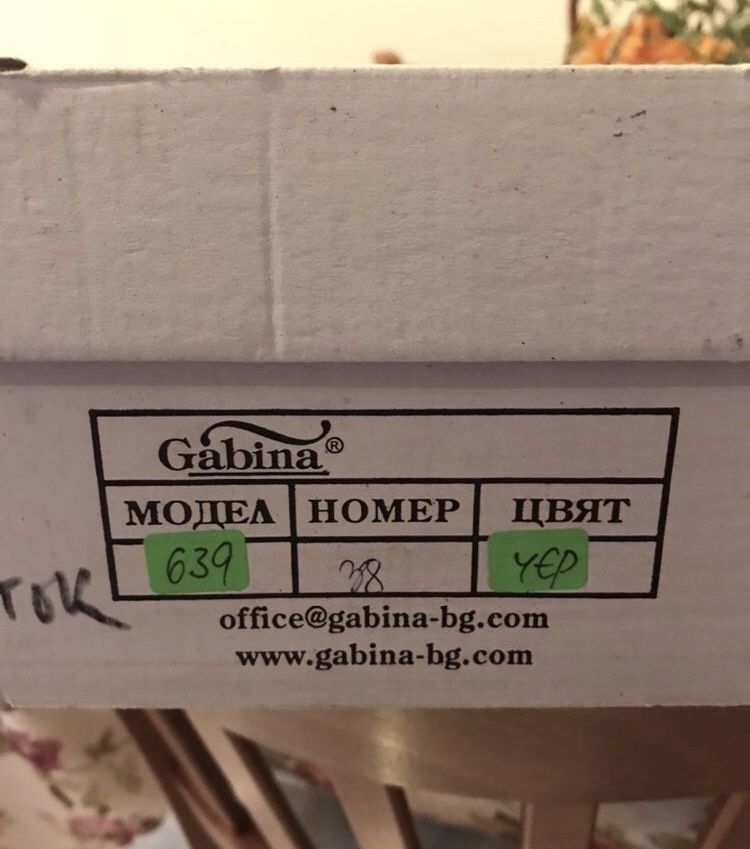 Gabina®
МОДЕЛ НОМЕР ЦВЯТ
639 38 чер
ток
office@gabina-bg.com
www.gabina-bg.com